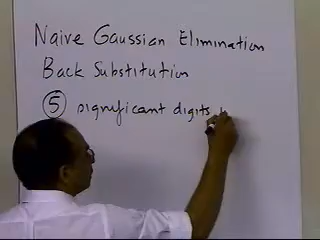 Naive Gaussian Elimination
Back Substitution
5 significant digits